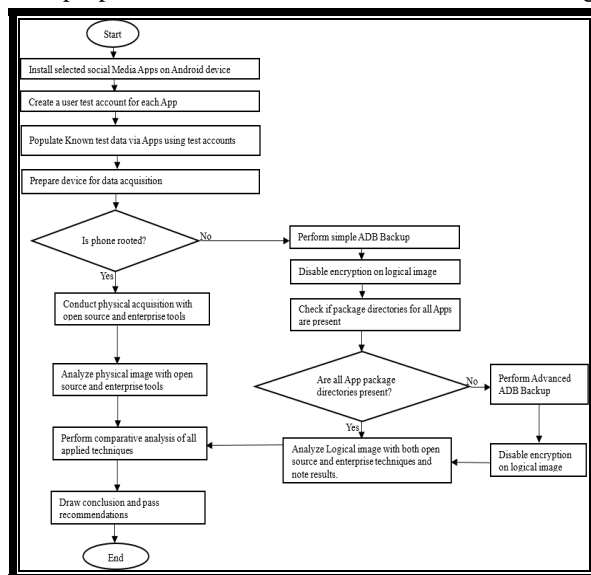 Start
Install selected social Media Apps on Android device
Create a user test account for each App
Populate Known test data via Apps using test accounts
Prepare device for data acquisition
Is phone rooted?
No
Yes
Perform simple ADB Backup
Disable encryption on logical image
Check if package directories for all Apps
are present
Conduct physical acquisition with
open source and enterprise tools
Analyze physical image with open
source and enterprise tools
Are all App package
directories present?
No
Yes
Perform Advanced
ADB Backup
Disable encryption
on logical image
Analyze Logical image with both open
source and enterprise techniques and
note results.
Perform comparative analysis of all
applied techniques
Draw conclusion and pass
recommendations
End